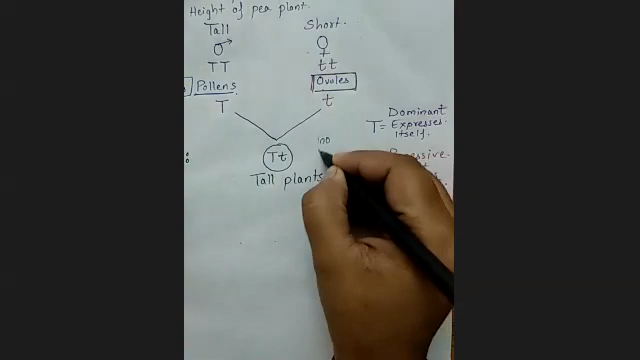 Height of pea plant.
Tall
Short
TT
tt
Pollens
Ovules
T
t
Dominant
T = Expresses
itself.
Tt
100
Tall plants